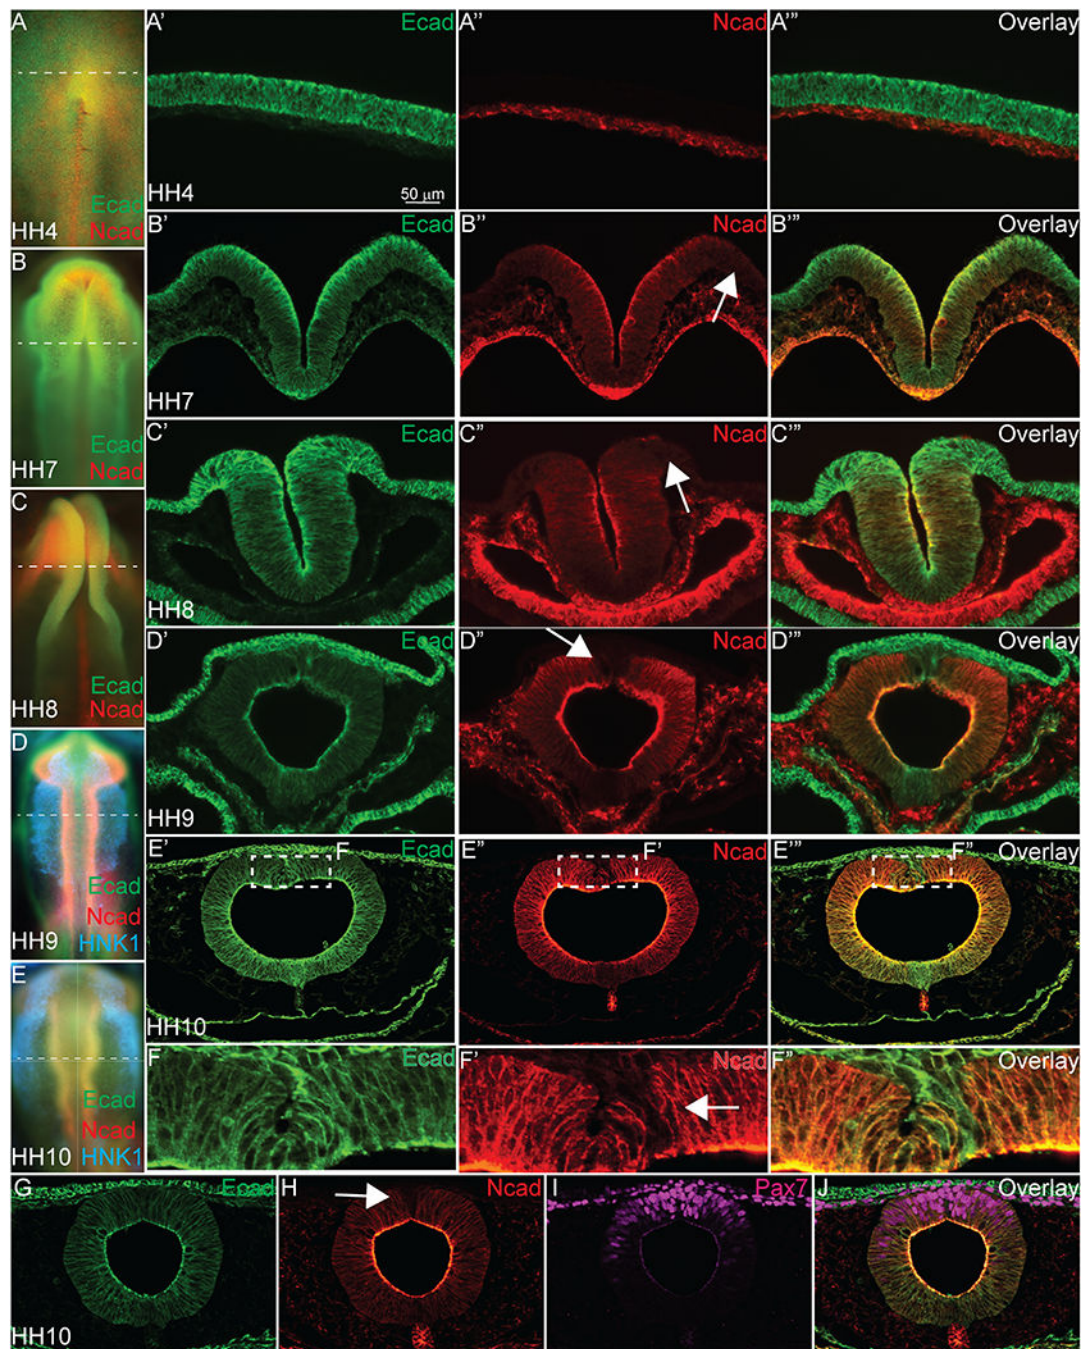 A
Ecad
Ncad
HH4
A' Ecad
HH4
50 μm
A'' Ncad
A''' Overlay
B
Ecad
HH7 Ncad
B' Ecad
HH7
B'' Ncad
B''' Overlay
C
Ecad
HH8 Ncad
C' Ecad
HH8
C'' Ncad
C''' Overlay
D
Ecad
Ncad
HH9 HNK1
D' Ecad
HH9
D'' Ncad
D''' Overlay
E
Ecad
Ncad
HH10 HNK1
E' F Ecad
HH10
E'' F' Ncad
E''' F'' Overlay
F Ecad
F' Ncad
F'' Overlay
G Ecad
HH10
H Ncad
I Pax7
J Overlay